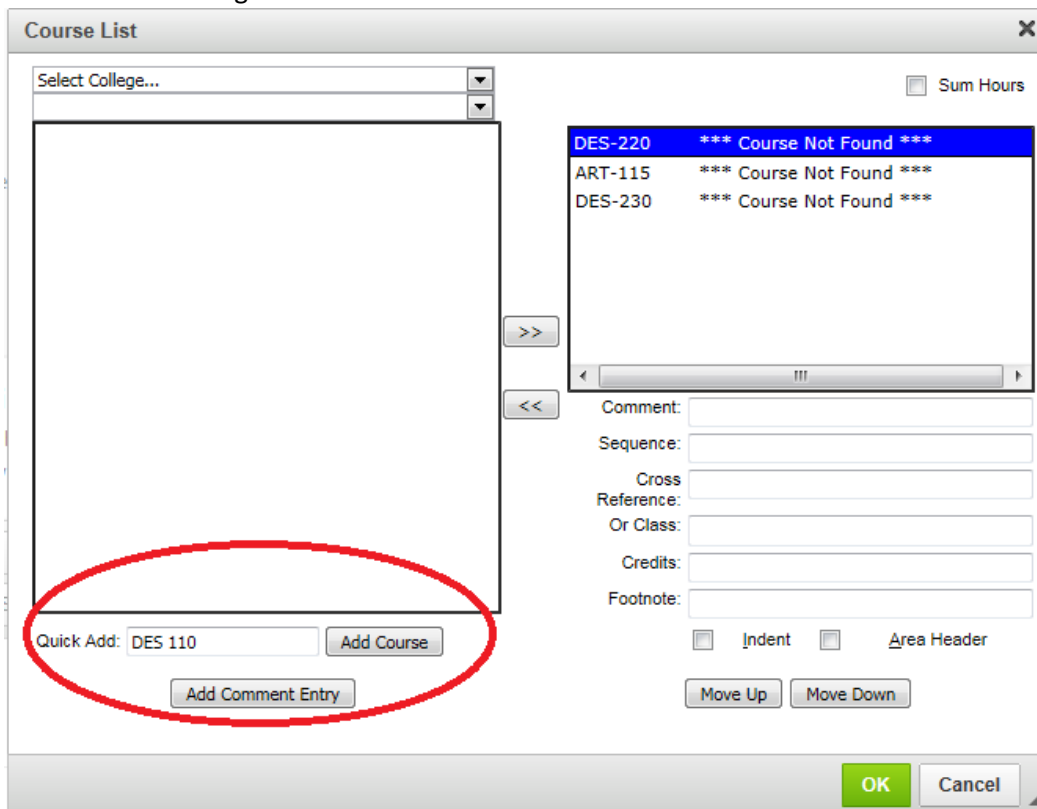 Course List
Select College...
Sum Hours
DES-220 *** Course Not Found ***
ART-115 *** Course Not Found ***
DES-230 *** Course Not Found ***
>>
<<
Comment:
Sequence:
Cross
Reference:
Or Class:
Credits:
Footnote:
Quick Add: DES 110 Add Course
Indent Area Header
Add Comment Entry
Move Up Move Down
OK Cancel